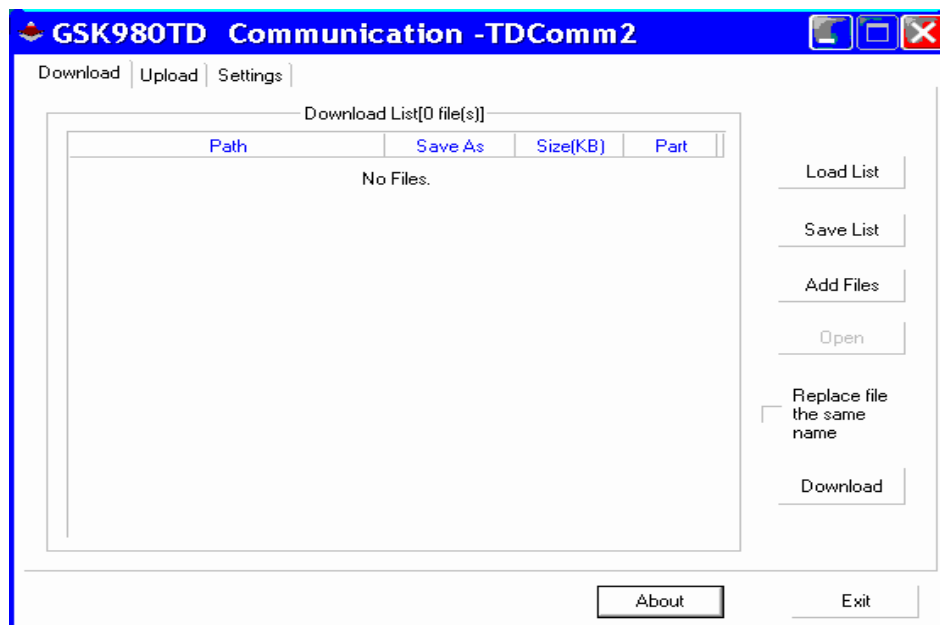 GSK980TD Communication -TDComm2
Download Upload Settings
Download List[0 file(s)]
Path Save As Size(KB) Part
No Files.
Load List
Save List
Add Files
Open
Replace file
the same
name
Download
About Exit